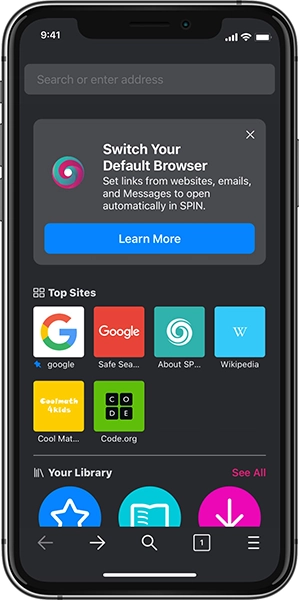 9:41
Search or enter address
Switch Your
Default Browser
Set links from websites, emails,
and Messages to open
automatically in SPIN.
Learn More
Top Sites
G
Google
W
google
Safe Sea...
About SP...
Wikipedia
Coolmath
4kids
CO
DE
Cool Mat...
Code.org
Your Library
See All
1